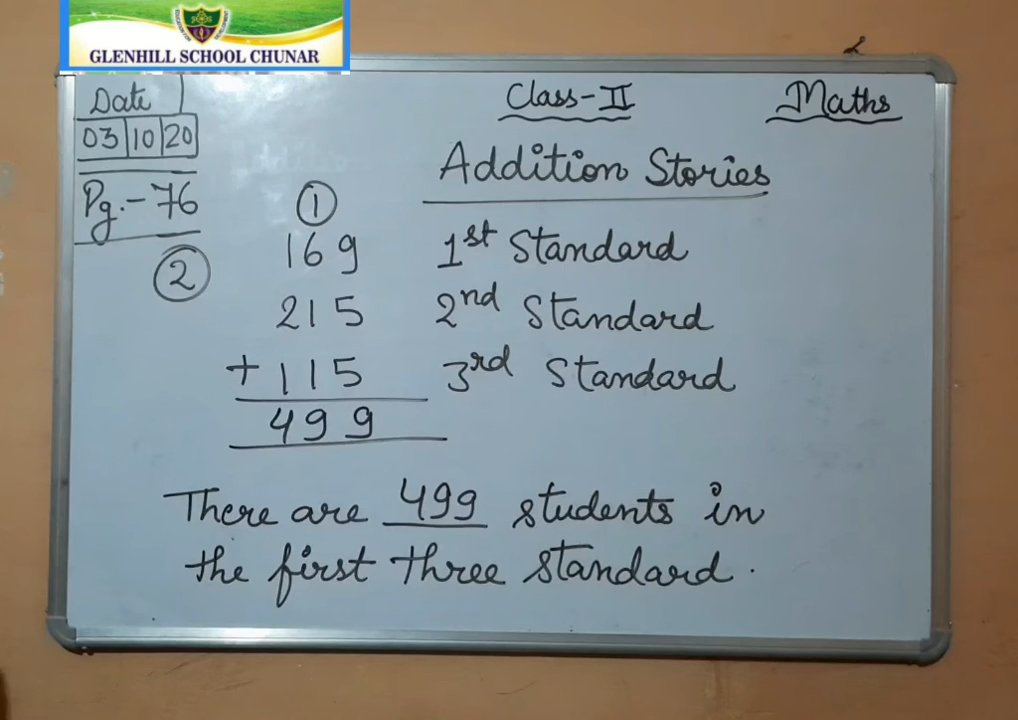 GLENHILL SCHOOL CHUNAR
Date
03|10|20
Pg.-76
Class-II
Maths
Addition Stories
②
①
169 1st Standard
215 2nd Standard
+ 115 3rd Standard
499
There are 499 students in
the first three standard.